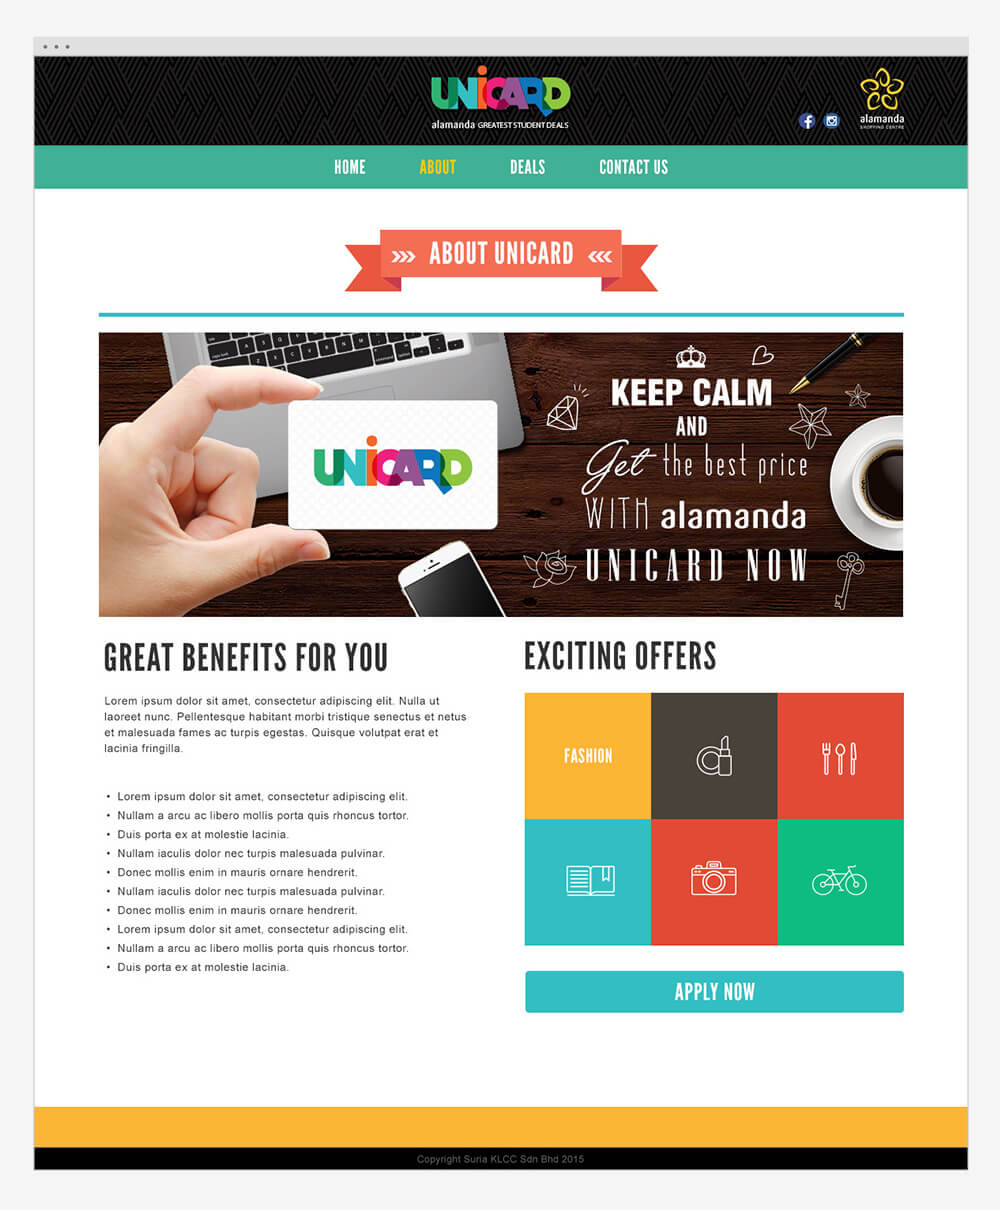 UNICARD
alamanda GREATEST STUDENT DEALS
alamanda
SHOPPING CENTRE
HOME ABOUT DEALS CONTACT US
››› ABOUT UNICARD ‹‹‹
UNICARD
KEEP CALM
AND
Get the best price
WITH alamanda
UNICARD NOW
GREAT BENEFITS FOR YOU
Lorem ipsum dolor sit amet, consectetur adipiscing elit. Nulla ut
laoreet nunc. Pellentesque habitant morbi tristique senectus et netus
et malesuada fames ac turpis egestas. Quisque volutpat erat et
lacinia fringilla.
• Lorem ipsum dolor sit amet, consectetur adipiscing elit.
• Nullam a arcu ac libero mollis porta quis rhoncus tortor.
• Duis porta ex at molestie lacinia.
• Nullam iaculis dolor nec turpis malesuada pulvinar.
• Donec mollis enim in mauris ornare hendrerit.
• Nullam iaculis dolor nec turpis malesuada pulvinar.
• Donec mollis enim in mauris ornare hendrerit.
• Lorem ipsum dolor sit amet, consectetur adipiscing elit.
• Nullam a arcu ac libero mollis porta quis rhoncus tortor.
• Duis porta ex at molestie lacinia.
EXCITING OFFERS
FASHION
APPLY NOW
Copyright Suria KLCC Sdn Bhd 2015